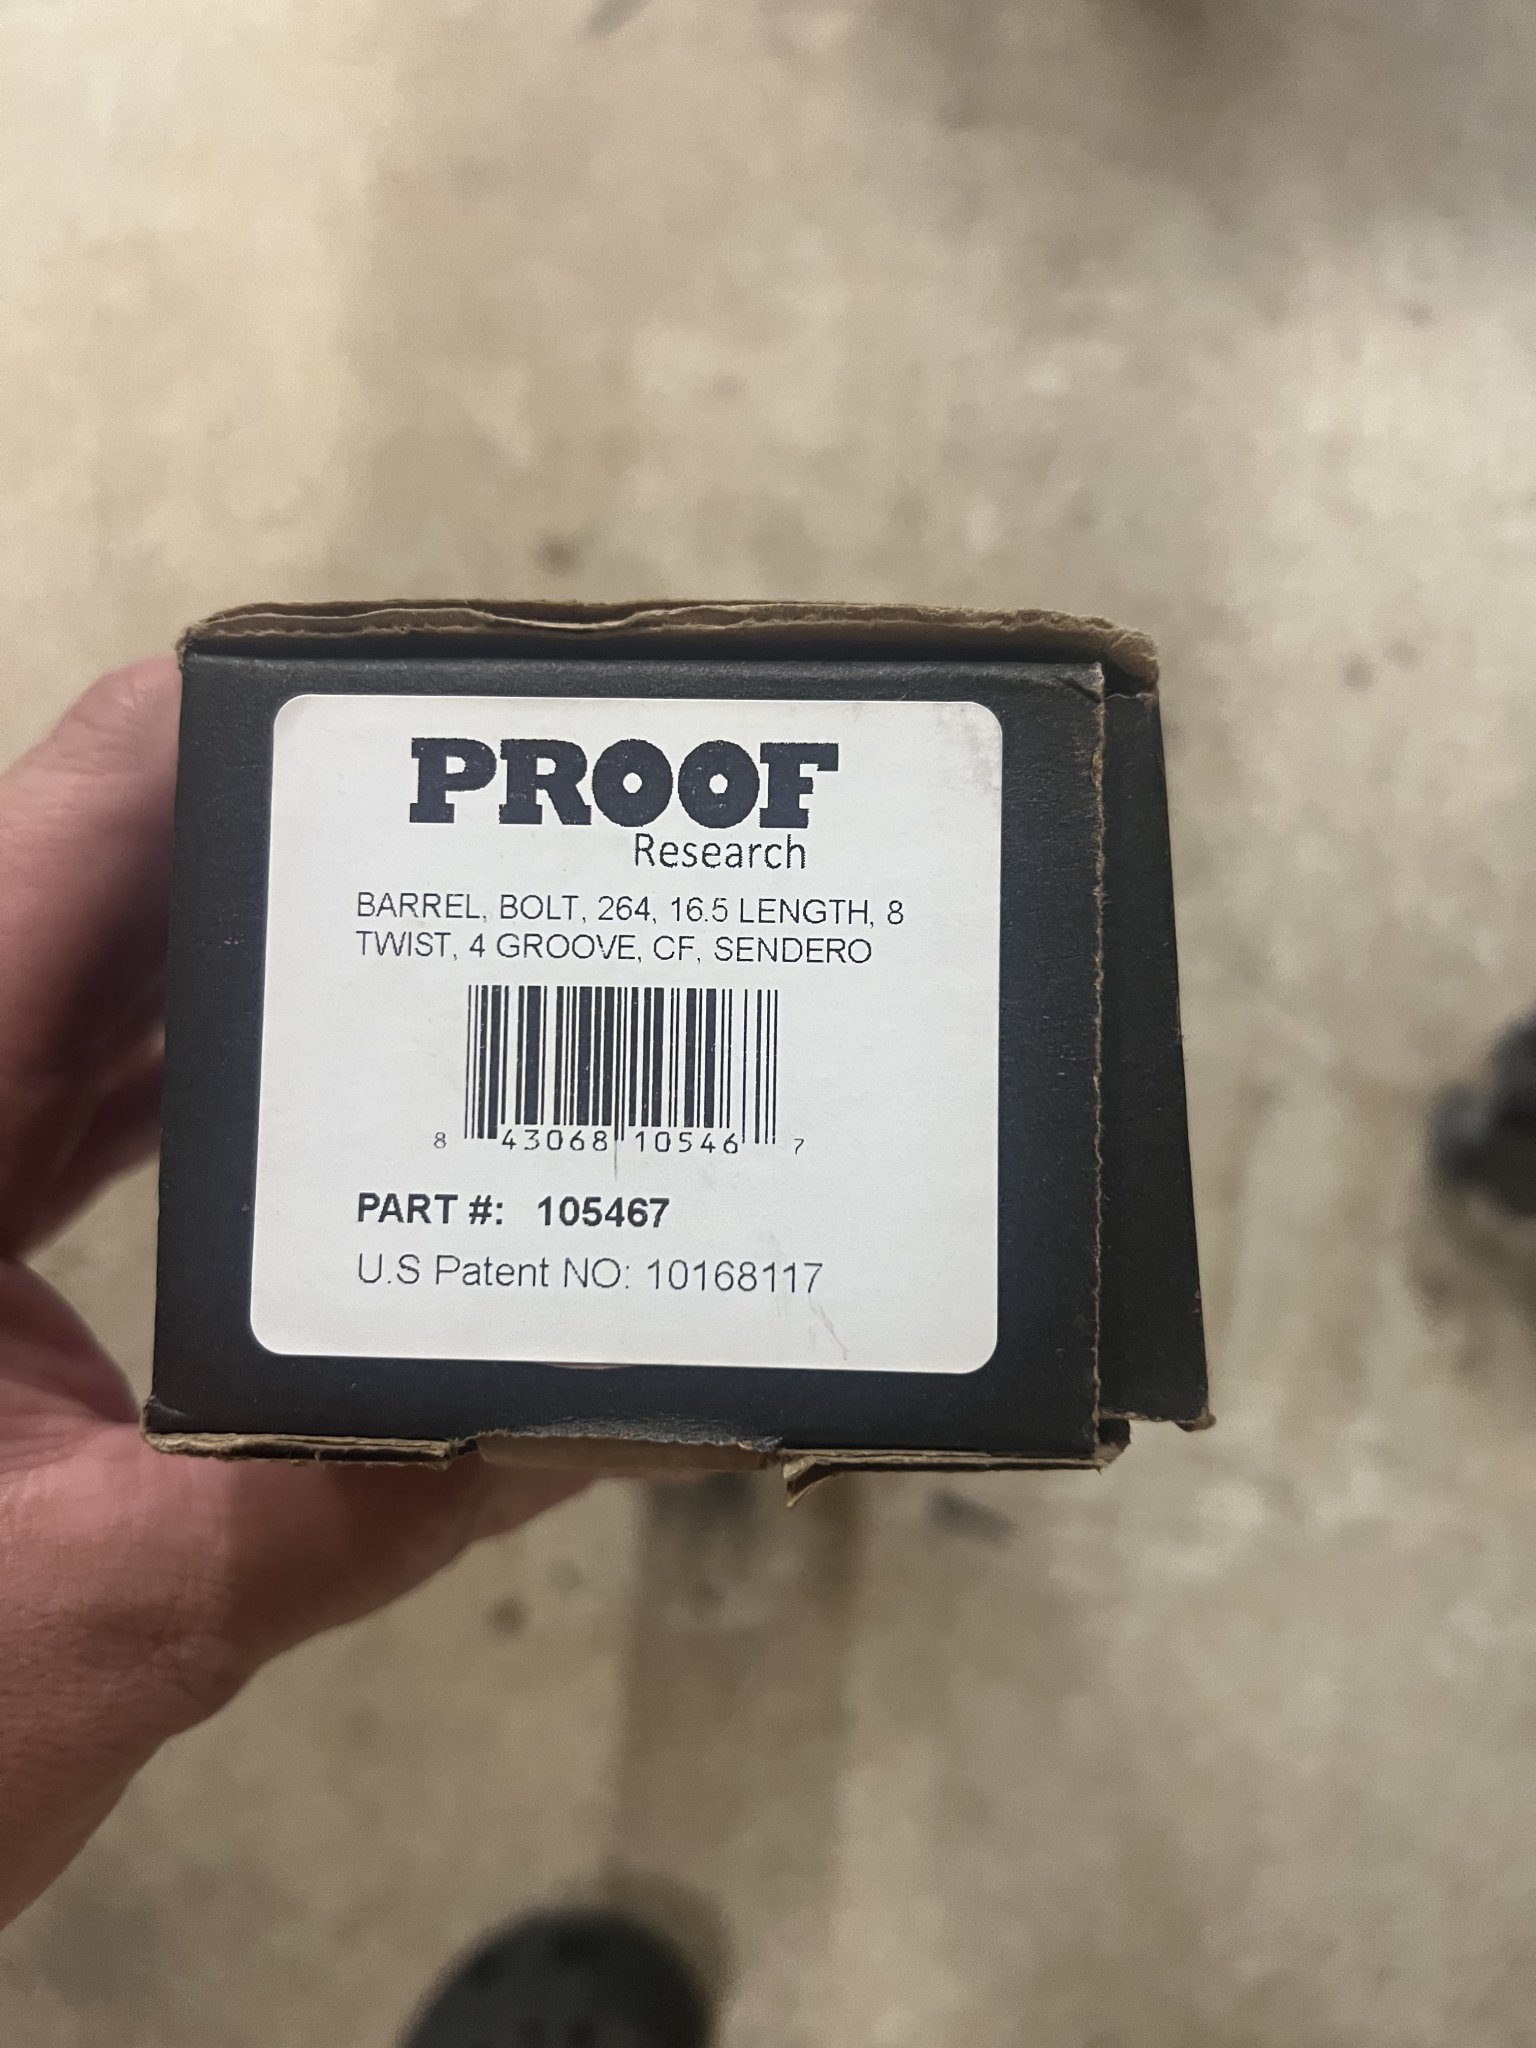 PROOF
Research
BARREL, BOLT, 264, 16.5 LENGTH, 8
TWIST, 4 GROOVE, CF, SENDERO
8 43068 10546 7
PART #: 105467
U.S Patent NO: 10168117